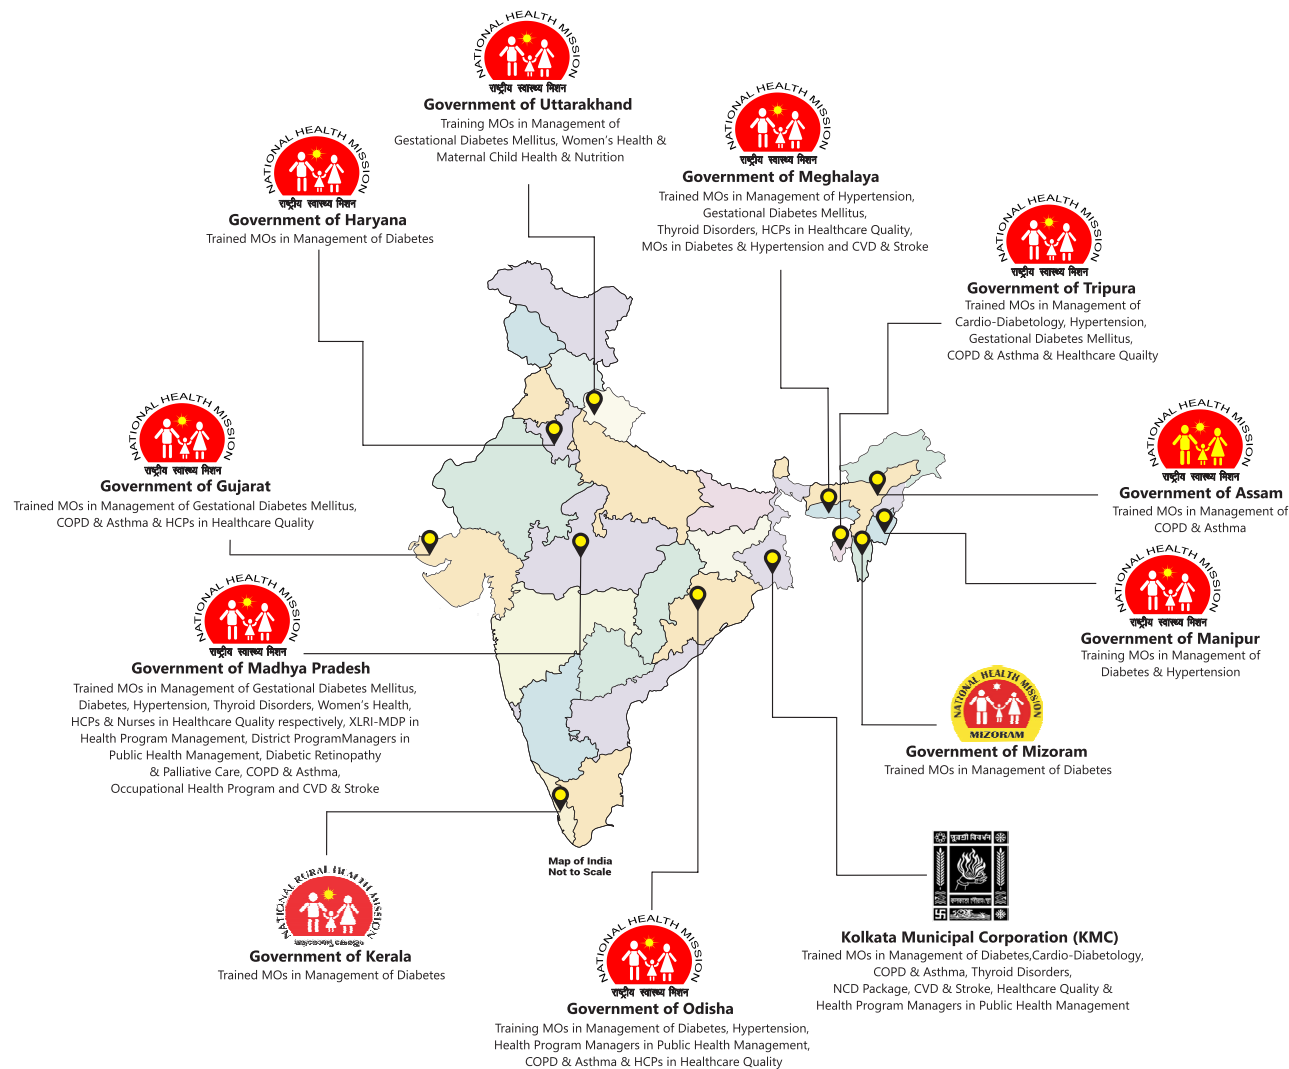 NATIONAL HEALTH MISSION
राष्ट्रीय स्वास्थ्य मिशन
Government of Uttarakhand
Training MOs in Management of
Gestational Diabetes Mellitus, Women's Health &
Maternal Child Health & Nutrition
NATIONAL HEALTH MISSION
राष्ट्रीय स्वास्थ्य मिशन
Government of Meghalaya
Trained MOs in Management of Hypertension,
Gestational Diabetes Mellitus,
Thyroid Disorders, HCPs in Healthcare Quality,
MOs in Diabetes & Hypertension and CVD & Stroke
NATIONAL HEALTH MISSION
राष्ट्रीय स्वास्थ्य मिशन
Government of Haryana
Trained MOs in Management of Diabetes
NATIONAL HEALTH MISSION
राष्ट्रीय स्वास्थ्य मिशन
Government of Tripura
Trained MOs in Management of
Cardio-Diabetology, Hypertension,
Gestational Diabetes Mellitus,
COPD & Asthma & Healthcare Quailty
NATIONAL HEALTH MISSION
राष्ट्रीय स्वास्थ्य मिशन
Government of Gujarat
Trained MOs in Management of Gestational Diabetes Mellitus,
COPD & Asthma & HCPs in Healthcare Quality
NATIONAL HEALTH MISSION
राष्ट्रीय स्वास्थ्य मिशन
Government of Assam
Trained MOs in Management of
COPD & Asthma
NATIONAL HEALTH MISSION
राष्ट्रीय स्वास्थ्य मिशन
Government of Manipur
Training MOs in Management of
Diabetes & Hypertension
NATIONAL HEALTH MISSION
राष्ट्रीय स्वास्थ्य मिशन
Government of Madhya Pradesh
Trained MOs in Management of Gestational Diabetes Mellitus,
Diabetes, Hypertension, Thyroid Disorders, Women's Health,
HCPs & Nurses in Healthcare Quality respectively, XLRI-MDP in
Health Program Management, District ProgramManagers in
Public Health Management, Diabetic Retinopathy
& Palliative Care, COPD & Asthma,
Occupational Health Program and CVD & Stroke
NATIONAL HEALTH MISSION
MIZORAM
Government of Mizoram
Trained MOs in Management of Diabetes
Map of India
Not to Scale
NATIONAL RURAL HEALTH MISSION
Government of Kerala
Trained MOs in Management of Diabetes
Kolkata Municipal Corporation (KMC)
Trained MOs in Management of Diabetes,Cardio-Diabetology,
COPD & Asthma, Thyroid Disorders,
NCD Package, CVD & Stroke, Healthcare Quality &
Health Program Managers in Public Health Management
NATIONAL HEALTH MISSION
राष्ट्रीय स्वास्थ्य मिशन
Government of Odisha
Training MOs in Management of Diabetes, Hypertension,
Health Program Managers in Public Health Management,
COPD & Asthma & HCPs in Healthcare Quality